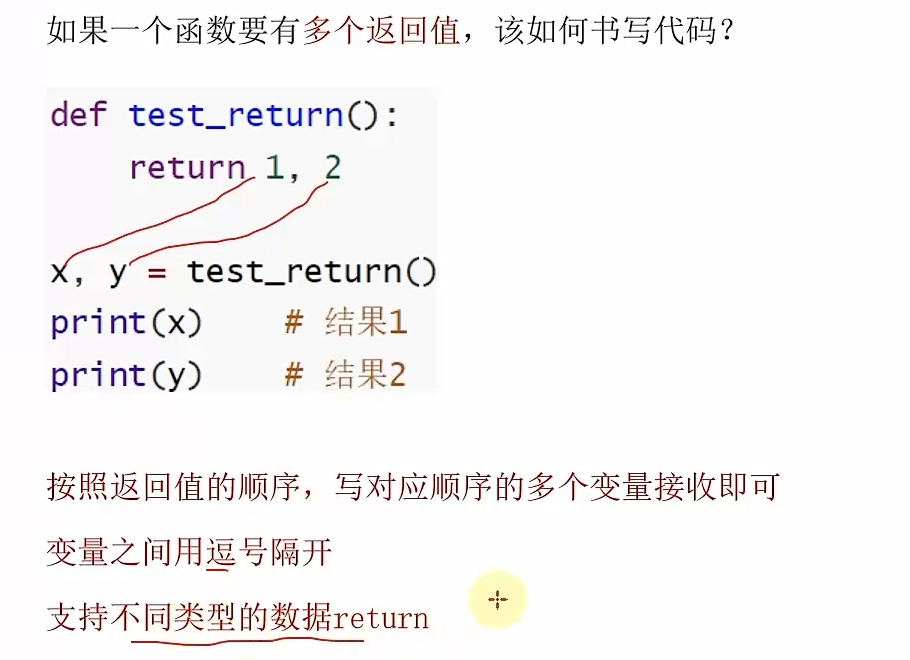 如果一个函数要有多个返回值，该如何书写代码？
def test_return():
    return 1, 2
x, y = test_return()
print(x)    # 结果1
print(y)    # 结果2
按照返回值的顺序，写对应顺序的多个变量接收即可
变量之间用逗号隔开
支持不同类型的数据return